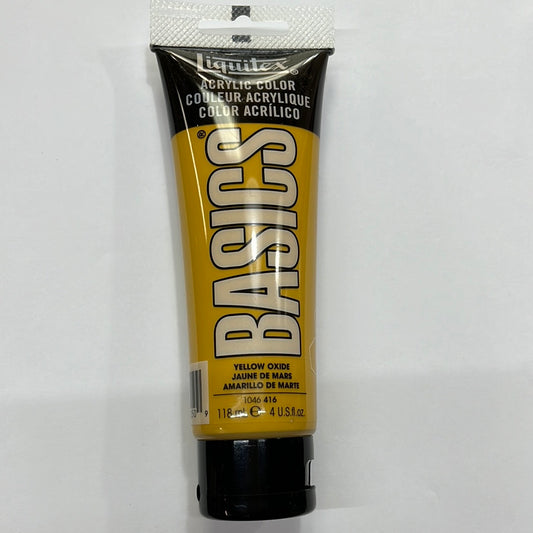 Liquitex®
ACRYLIC COLOR
COULEUR ACRYLIQUE
COLOR ACRÍLICO
BASICS®
YELLOW OXIDE
JAUNE DE MARS
AMARILLO DE MARTE
1046 416
118 mL ℮ 4 U.S.fl.oz.
9